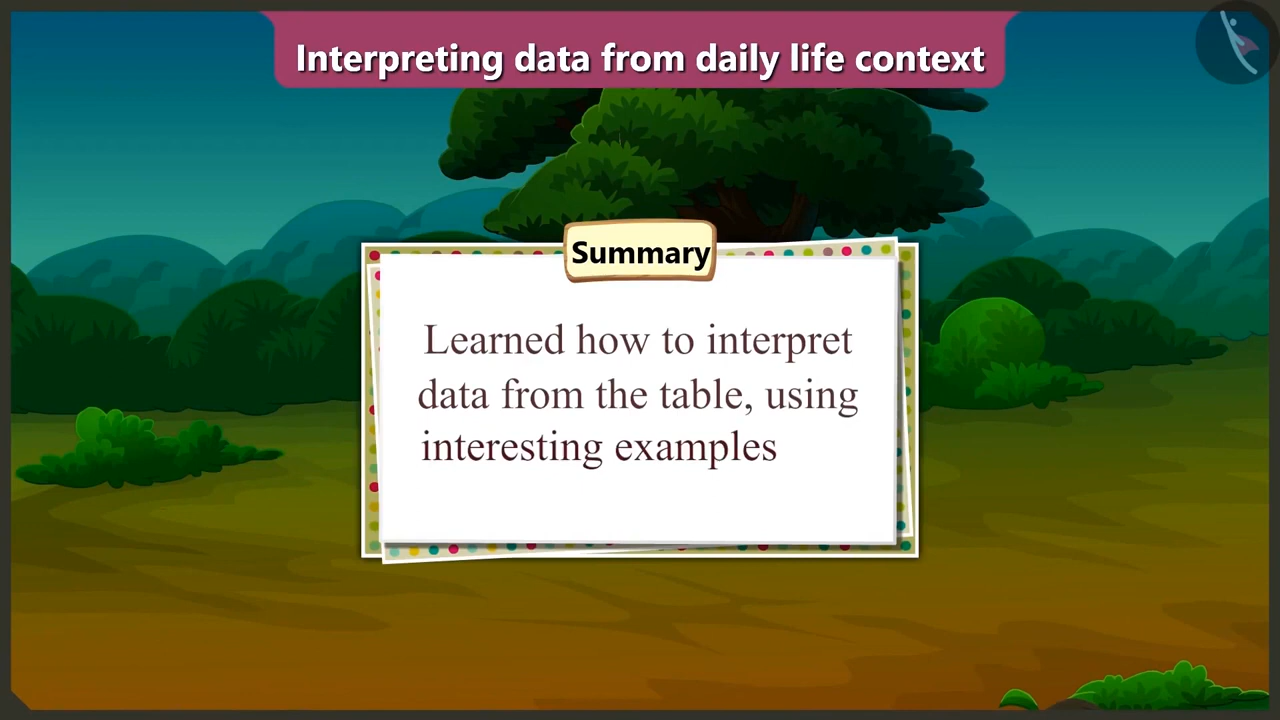 Interpreting data from daily life context
Summary
Learned how to interpret
data from the table, using
interesting examples